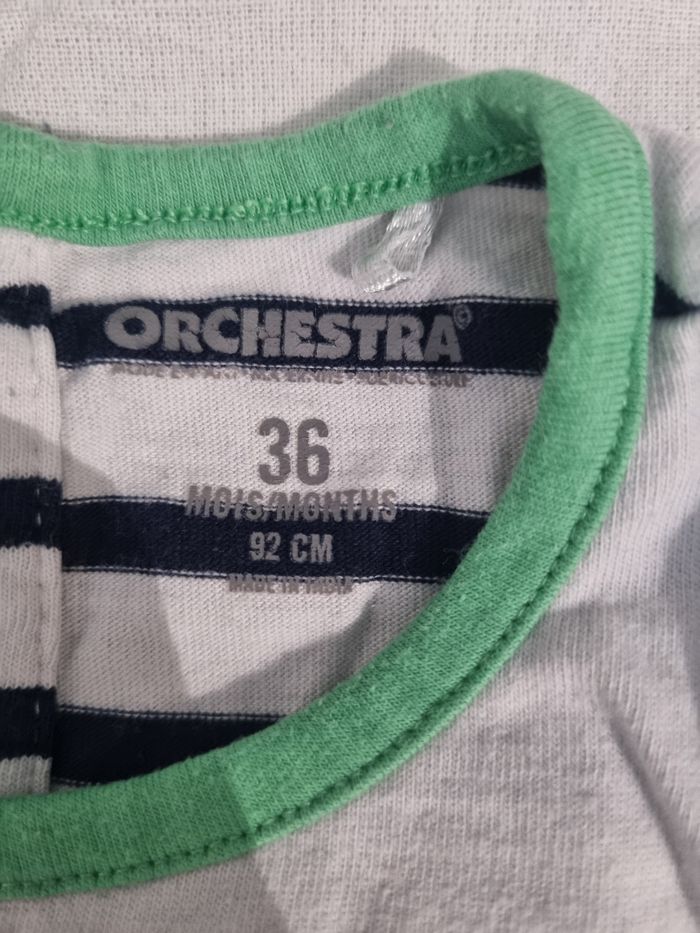 ORCHESTRA©
36
MOIS/MONTHS
92 CM
MADE IN INDIA